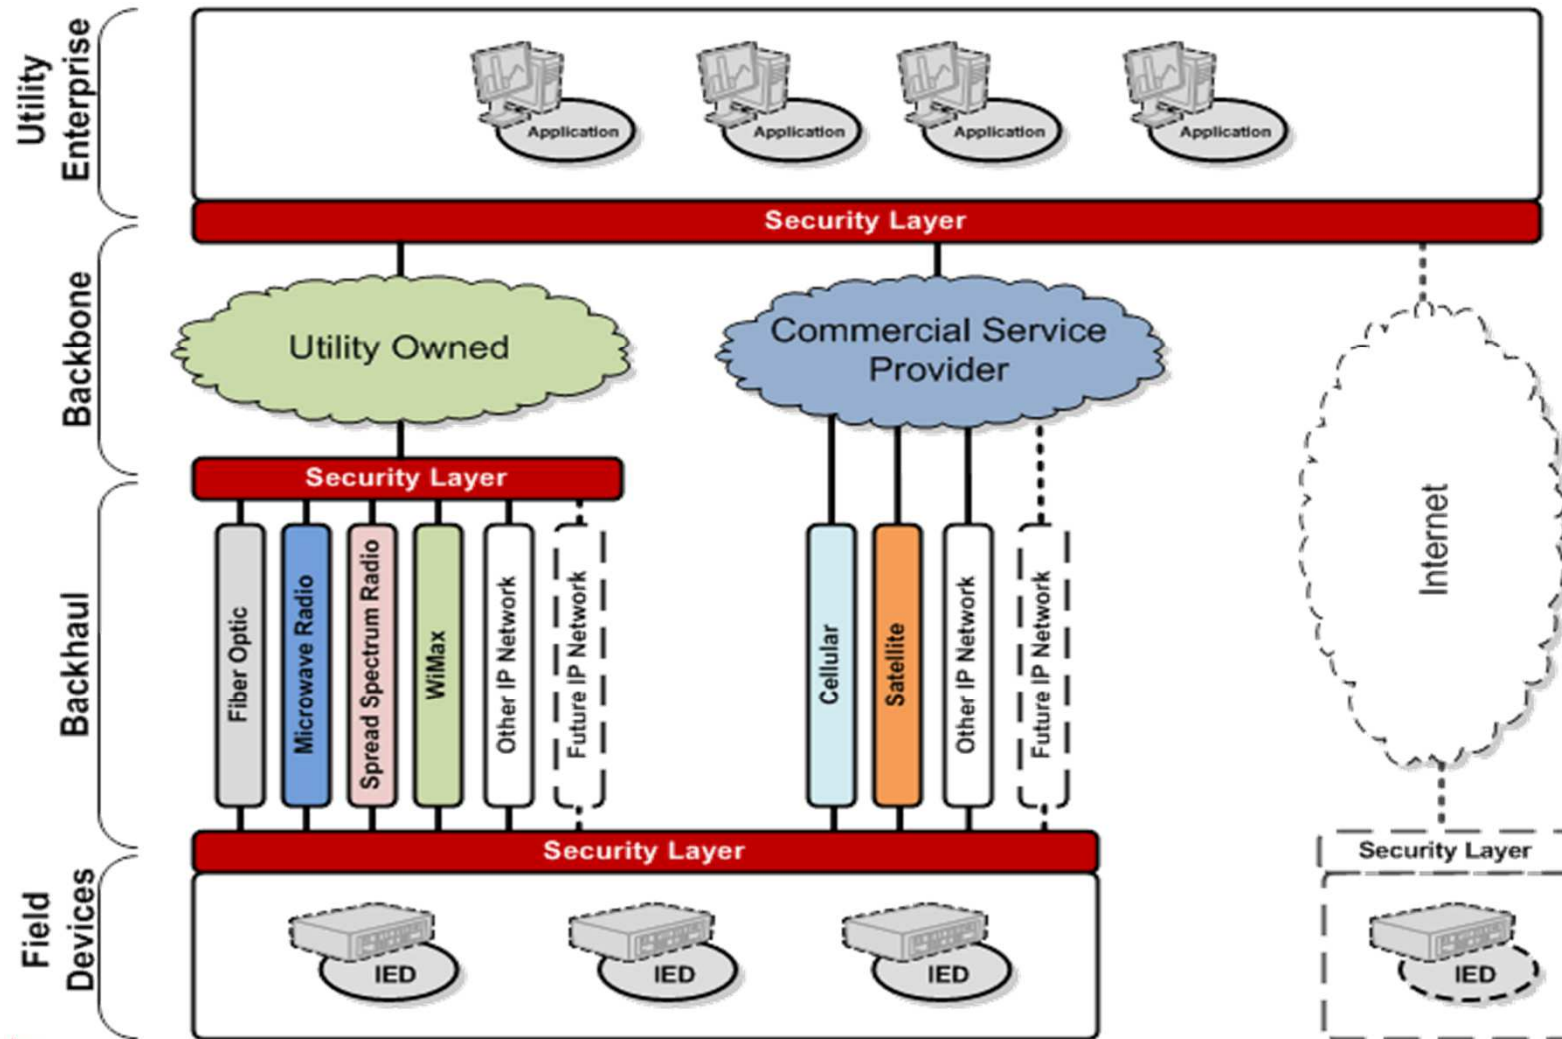 Utility
Enterprise
Application
Application
Application
Application
Security Layer
Backbone
Utility Owned
Commercial Service
Provider
Internet
Security Layer
Backhaul
Fiber Optic
Microwave Radio
Spread Spectrum Radio
WiMax
Other IP Network
Future IP Network
Cellular
Satellite
Other IP Network
Future IP Network
Security Layer
Security Layer
Field
Devices
IED
IED
IED
IED